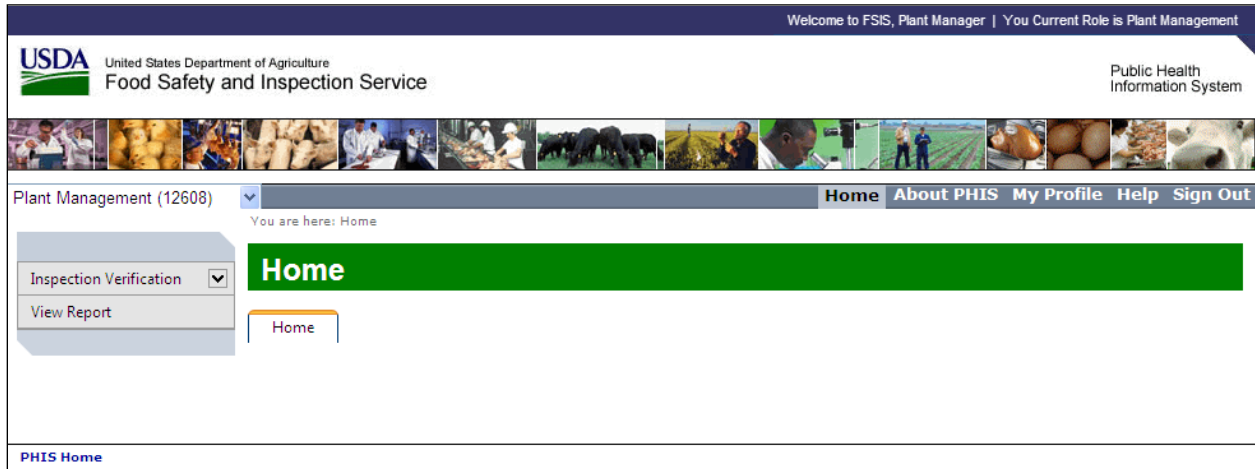 Welcome to FSIS, Plant Manager | You Current Role is Plant Management
USDA
United States Department of Agriculture
Food Safety and Inspection Service
Public Health
Information System
Plant Management (12608)
Home About PHIS My Profile Help Sign Out
You are here: Home
Home
Inspection Verification
View Report
Home
PHIS Home